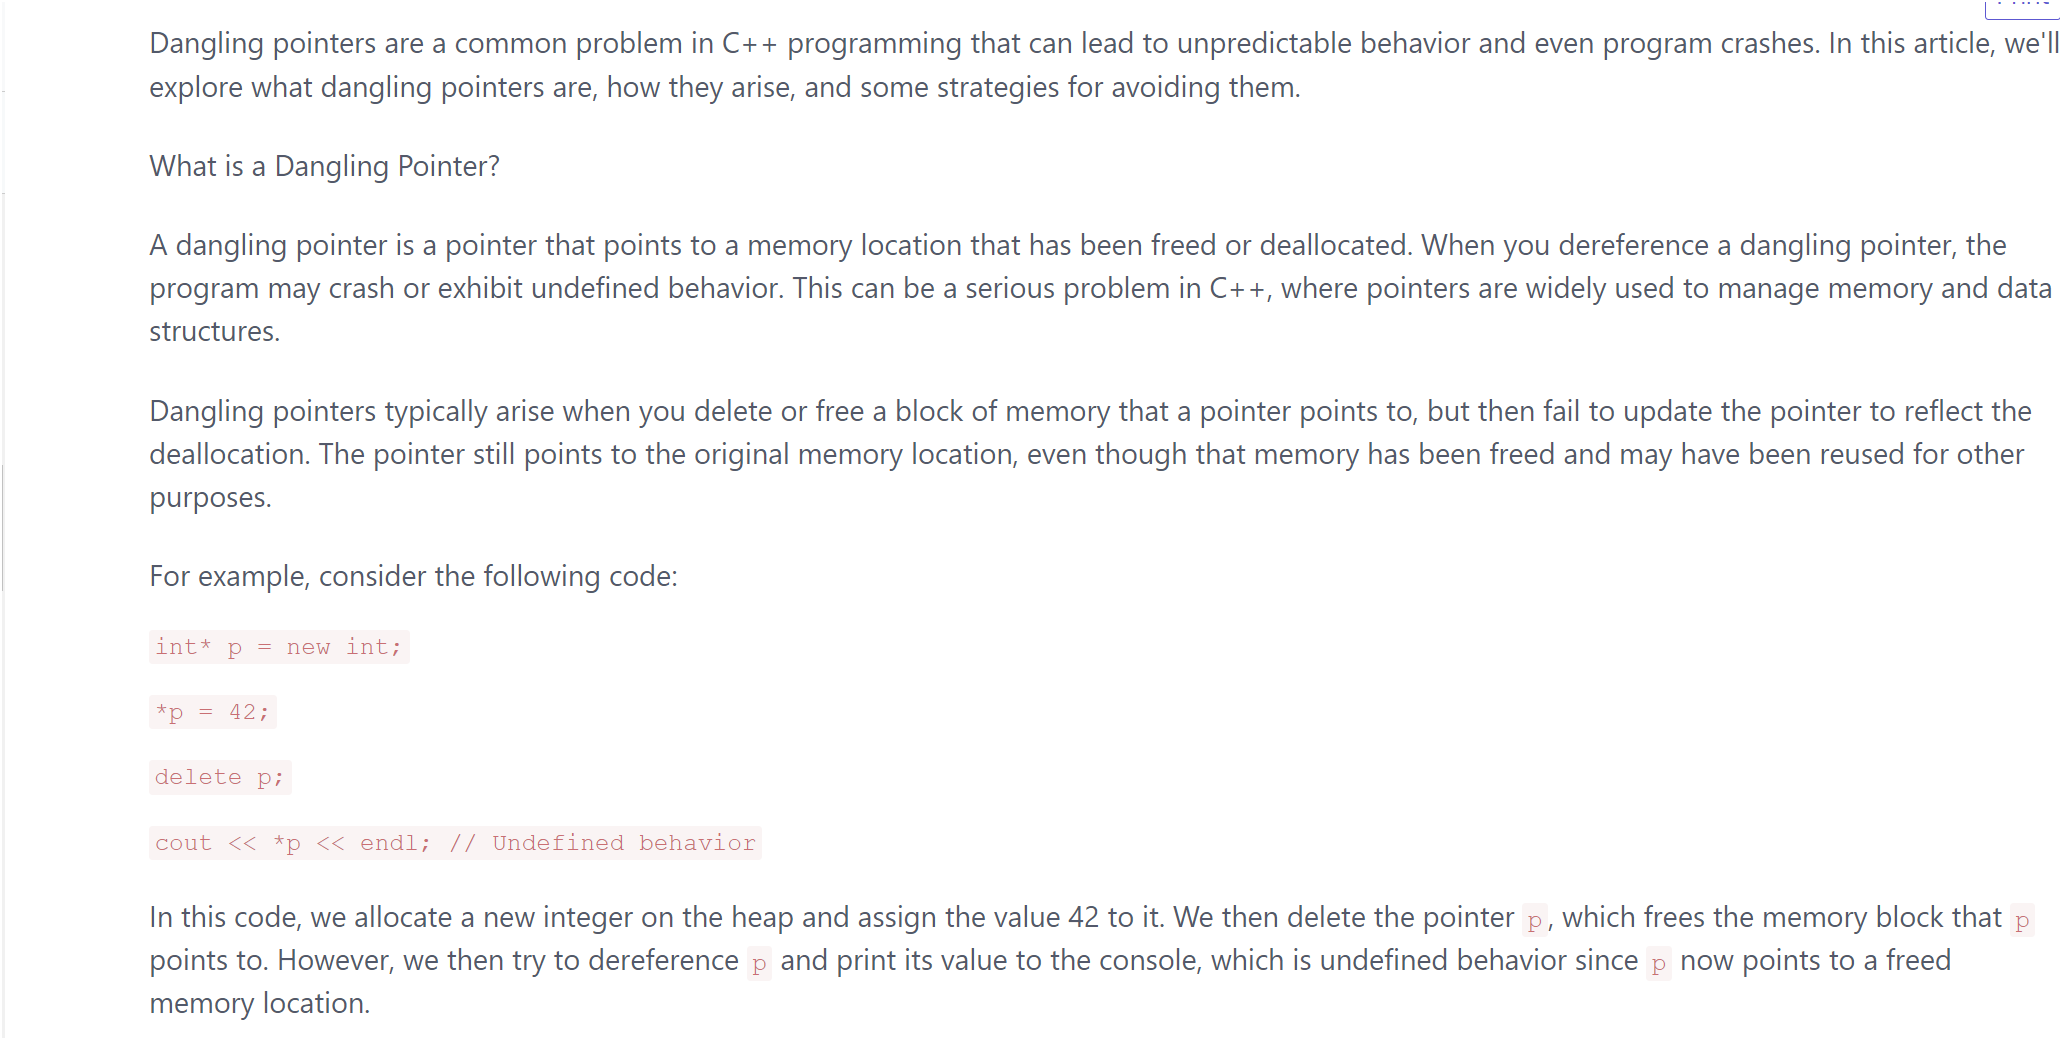 Dangling pointers are a common problem in C++ programming that can lead to unpredictable behavior and even program crashes. In this article, we'll
explore what dangling pointers are, how they arise, and some strategies for avoiding them.
What is a Dangling Pointer?
A dangling pointer is a pointer that points to a memory location that has been freed or deallocated. When you dereference a dangling pointer, the
program may crash or exhibit undefined behavior. This can be a serious problem in C++, where pointers are widely used to manage memory and data
structures.
Dangling pointers typically arise when you delete or free a block of memory that a pointer points to, but then fail to update the pointer to reflect the
deallocation. The pointer still points to the original memory location, even though that memory has been freed and may have been reused for other
purposes.
For example, consider the following code:
int* p = new int;
*p = 42;
delete p;
cout << *p << endl; // Undefined behavior
In this code, we allocate a new integer on the heap and assign the value 42 to it. We then delete the pointer p, which frees the memory block that p
points to. However, we then try to dereference p and print its value to the console, which is undefined behavior since p now points to a freed
memory location.